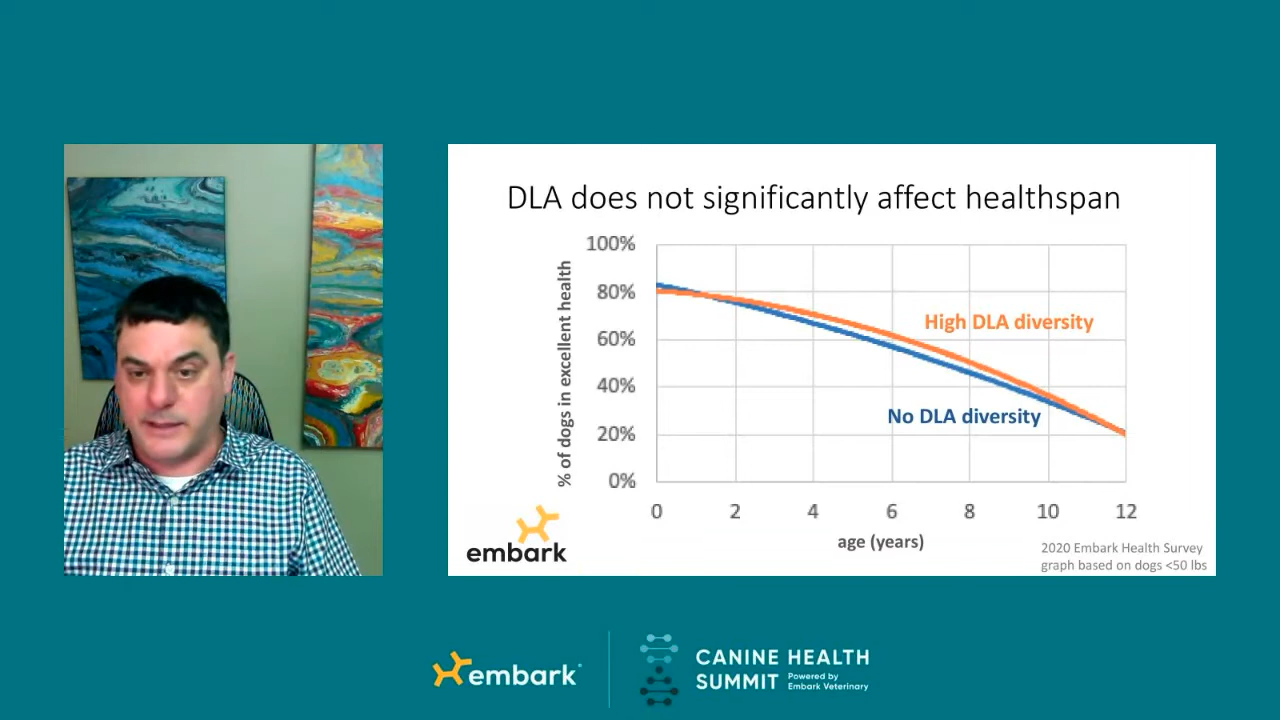 DLA does not significantly affect healthspan
% of dogs in excellent health
100%
80%
60%
40%
20%
0%
High DLA diversity
No DLA diversity
0 2 4 6 8 10 12
age (years)
embark
2020 Embark Health Survey
graph based on dogs <50 lbs
embark
CANINE HEALTH
SUMMIT
Powered by
Embark Veterinary